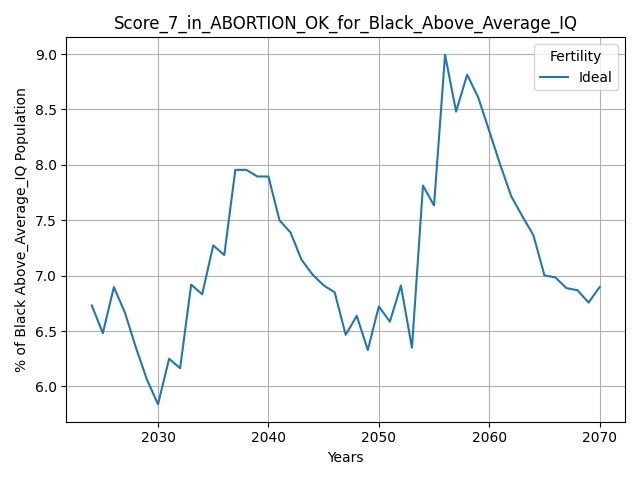 Score_7_in_ABORTION_OK_for_Black_Above_Average_IQ
% of Black Above_Average_IQ Population
9.0
8.5
8.0
7.5
7.0
6.5
6.0
Fertility
Ideal
2030 2040 2050 2060 2070
Years